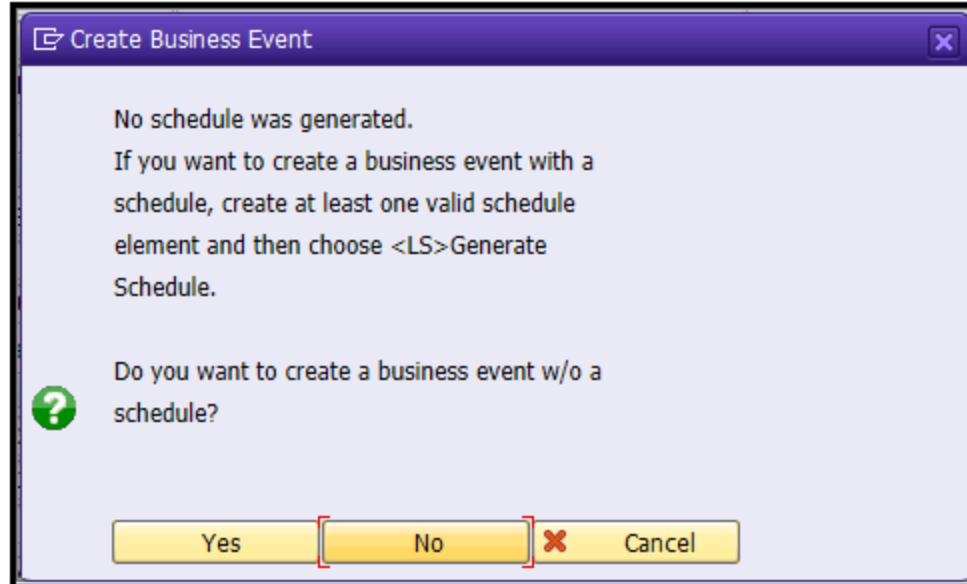 Create Business Event
No schedule was generated.
If you want to create a business event with a
schedule, create at least one valid schedule
element and then choose <LS>Generate
Schedule.
Do you want to create a business event w/o a
schedule?
Yes No Cancel